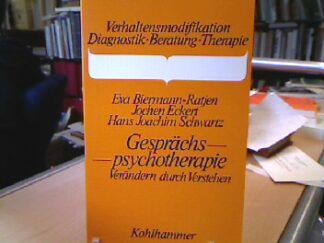 Verhaltensmodifikation
Diagnostik·Beratung·Therapie
Eva Biermann-Ratjen
Jochen Eckert
Hans Joachim Schwartz
Gesprächs—
—psychotherapie
Verändern durch Verstehen
Kohlhammer